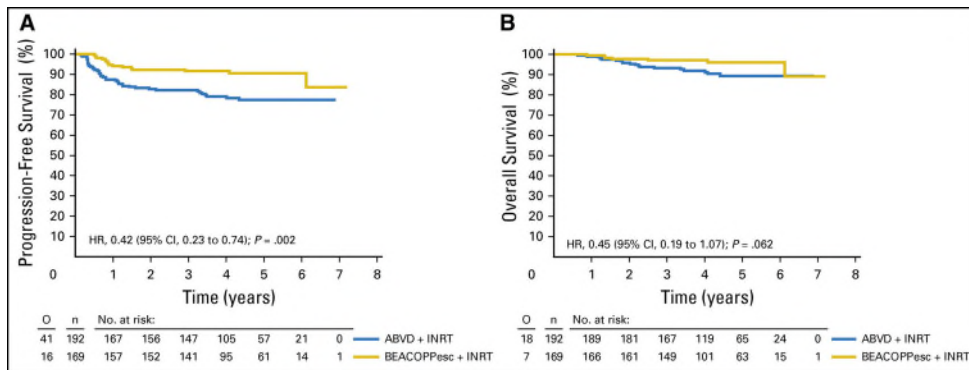 A
Progression-Free Survival (%)
100
90
80
70
60
50
40
30
20
10
HR, 0.42 (95% CI, 0.23 to 0.74); P = .002
0 1 2 3 4 5 6 7 8
Time (years)
O n No. at risk:
41 192 167 156 147 105 57 21 0 ABVD + INRT
16 169 157 152 141 95 61 14 1 BEACOPPesc + INRT
B
Overall Survival (%)
100
90
80
70
60
50
40
30
20
10
HR, 0.45 (95% CI, 0.19 to 1.07); P = .062
0 1 2 3 4 5 6 7 8
Time (years)
O n No. at risk:
18 192 189 181 167 119 65 24 0 ABVD + INRT
7 169 166 161 149 101 63 15 1 BEACOPPesc + INRT